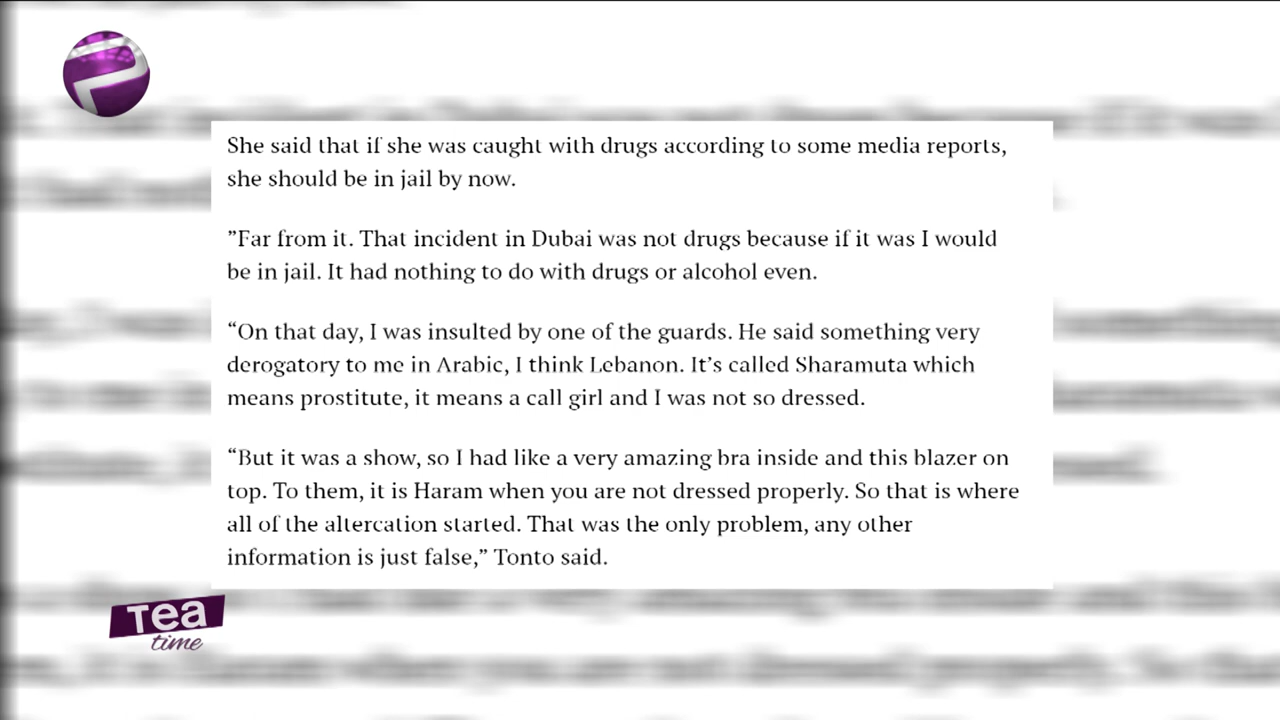 She said that if she was caught with drugs according to some media reports,
she should be in jail by now.
”Far from it. That incident in Dubai was not drugs because if it was I would
be in jail. It had nothing to do with drugs or alcohol even.
“On that day, I was insulted by one of the guards. He said something very
derogatory to me in Arabic, I think Lebanon. It’s called Sharamuta which
means prostitute, it means a call girl and I was not so dressed.
“But it was a show, so I had like a very amazing bra inside and this blazer on
top. To them, it is Haram when you are not dressed properly. So that is where
all of the altercation started. That was the only problem, any other
information is just false,” Tonto said.
Tea
time